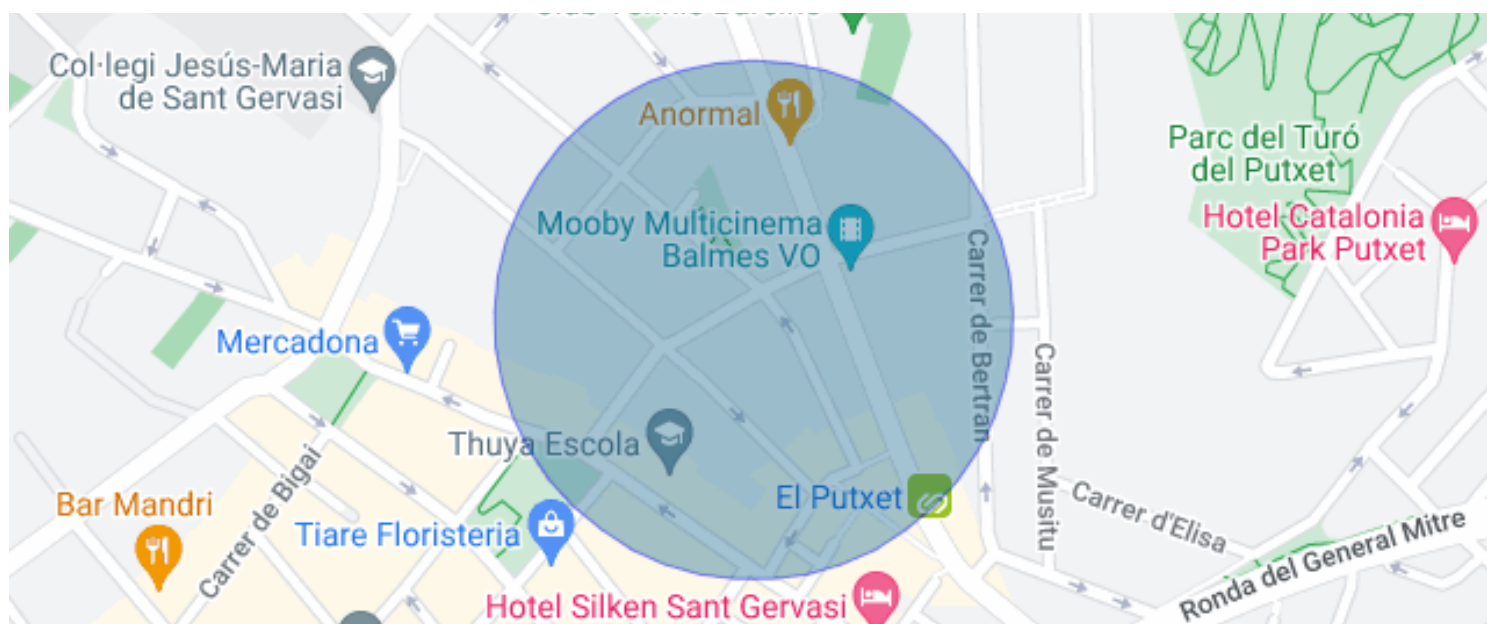 Col·legi Jesús-Maria
de Sant Gervasi
Anormal
Parc del Turó
del Putxet
Mooby Multicinema
Balmes VO
Hotel Catalonia
Park Putxet
Carrer de Bertran
Mercadona
Carrer de Musitu
Thuya Escola
Carrer de Bigai
Bar Mandri
El Putxet
Tiare Floristeria
Carrer d'Elisa
Ronda del General Mitre
Hotel Silken Sant Gervasi